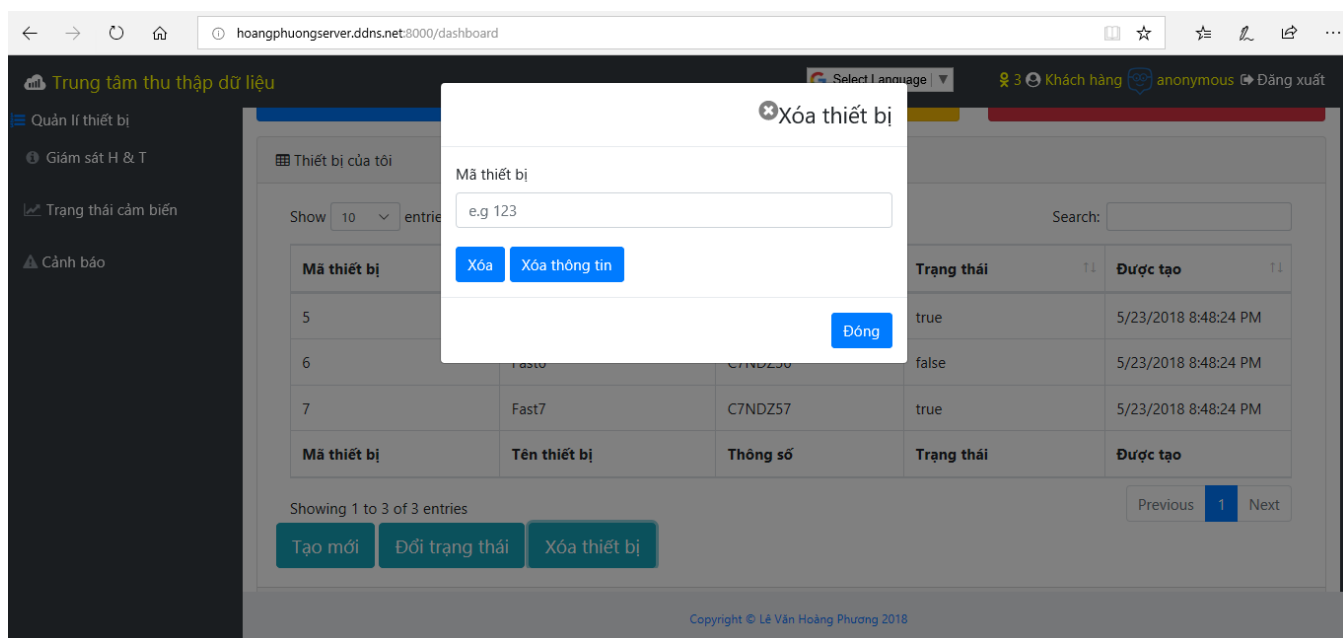 hoangphuongserver.ddns.net:8000/dashboard
Trung tâm thu thập dữ liệu
Select Language
3 Khách hàng anonymous Đăng xuất
Quản lí thiết bị
Giám sát H & T
Trạng thái cảm biến
Cảnh báo
Xóa thiết bị
Mã thiết bị
e.g 123
Xóa Xóa thông tin
Đóng
Thiết bị của tôi
Show 10 entrie
Search:
Mã thiết bị Trạng thái Được tạo
5 true 5/23/2018 8:48:24 PM
6 Fast6 C7NDZ56 false 5/23/2018 8:48:24 PM
7 Fast7 C7NDZ57 true 5/23/2018 8:48:24 PM
Mã thiết bị Tên thiết bị Thông số Trạng thái Được tạo
Showing 1 to 3 of 3 entries
Previous 1 Next
Tạo mới Đổi trạng thái Xóa thiết bị
Copyright © Lê Văn Hoàng Phương 2018